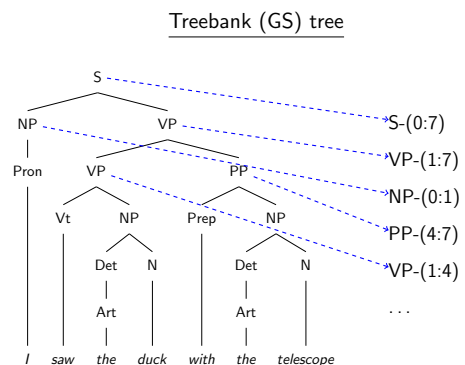 Treebank (GS) tree
S
NP VP S-(0:7)
Pron VP PP VP-(1:7)
NP-(0:1)
Vt NP Prep NP PP-(4:7)
Det N Det N VP-(1:4)
Art Art . . .
I saw the duck with the telescope